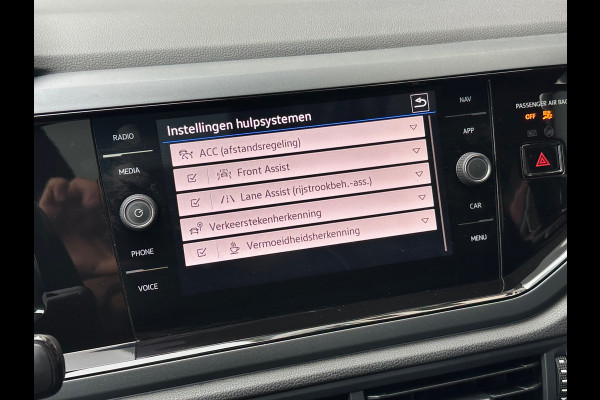 RADIO
MEDIA
PHONE
VOICE
Instellingen hulpsystemen
ACC (afstandsregeling)
Front Assist
Lane Assist (rijstrookbeh.-ass.)
Verkeerstekenherkenning
Vermoeidheidsherkenning
NAV
APP
CAR
MENU
PASSENGER AIR BAG
OFF